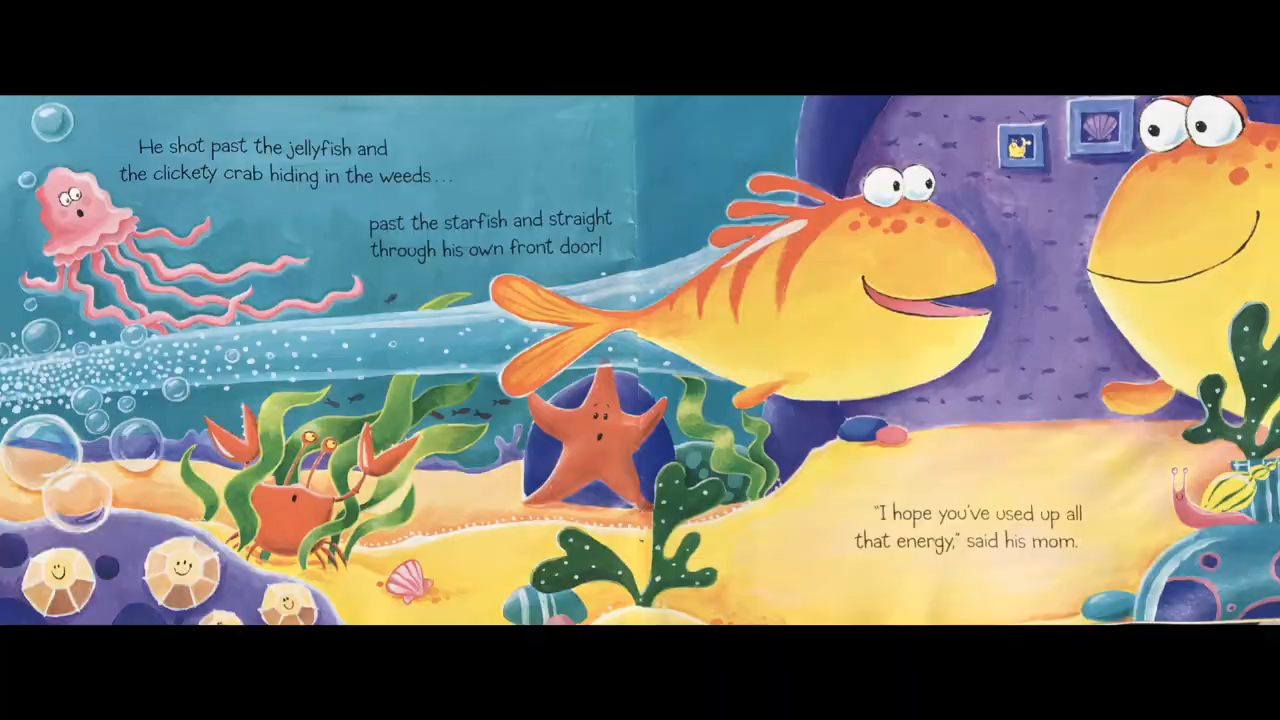 He shot past the jellyfish and
the clickety crab hiding in the weeds...
past the starfish and straight
through his own front door!
"I hope you've used up all
that energy," said his mom.